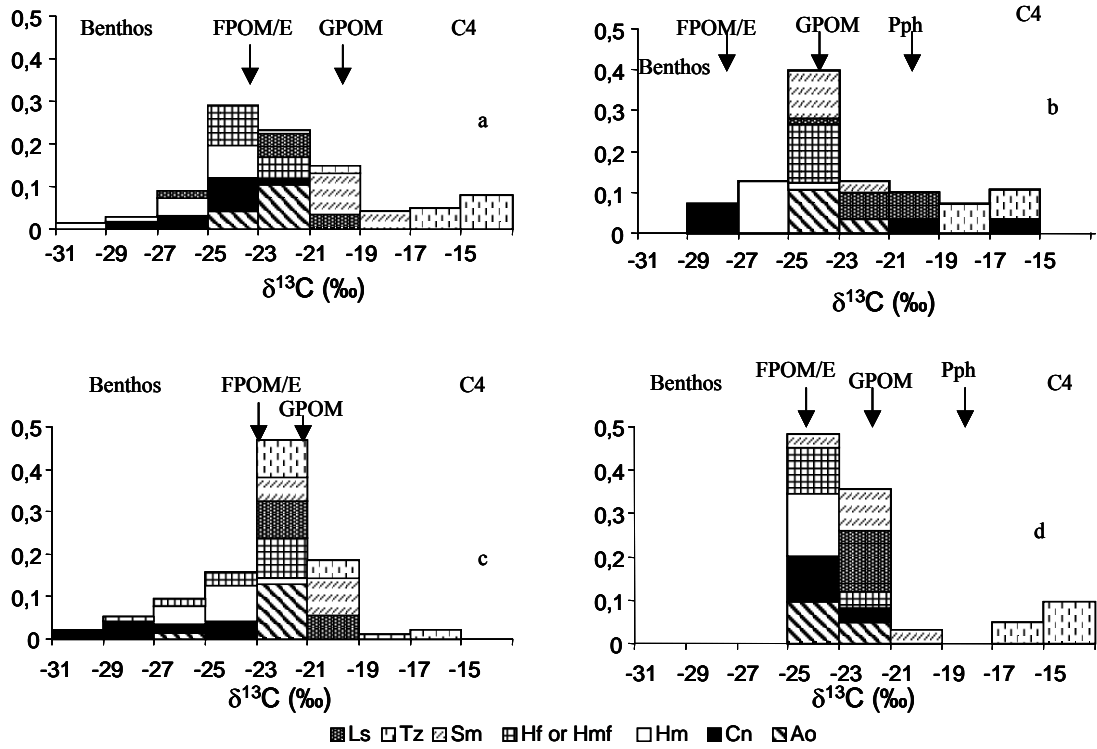 Benthos FPOM/E GPOM C4
0,5
0,4
0,3
0,2
0,1
0
a
-31 -29 -27 -25 -23 -21 -19 -17 -15
δ13C (‰)
FPOM/E GPOM Pph C4
Benthos
0,5
0,4
0,3
0,2
0,1
0
b
-31 -29 -27 -25 -23 -21 -19 -17 -15
δ13C (‰)
Benthos FPOM/E C4
GPOM
0,5
0,4
0,3
0,2
0,1
0
c
-31 -29 -27 -25 -23 -21 -19 -17 -15
δ13C (‰)
Benthos FPOM/E GPOM Pph C4
0,5
0,4
0,3
0,2
0,1
0
d
-31 -29 -27 -25 -23 -21 -19 -17 -15
δ13C (‰)
Ls Tz Sm Hf or Hmf Hm Cn Ao